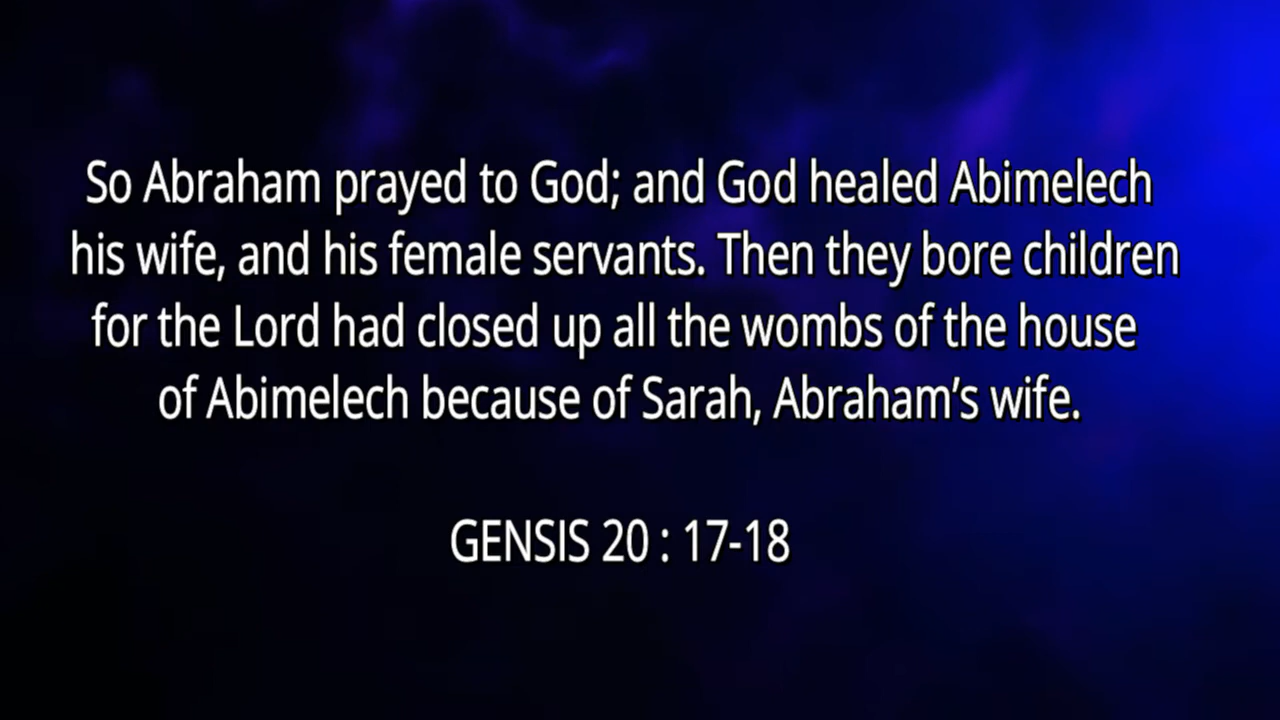 So Abraham prayed to God; and God healed Abimelech
his wife, and his female servants. Then they bore children
for the Lord had closed up all the wombs of the house
of Abimelech because of Sarah, Abraham’s wife.
GENSIS 20 : 17-18